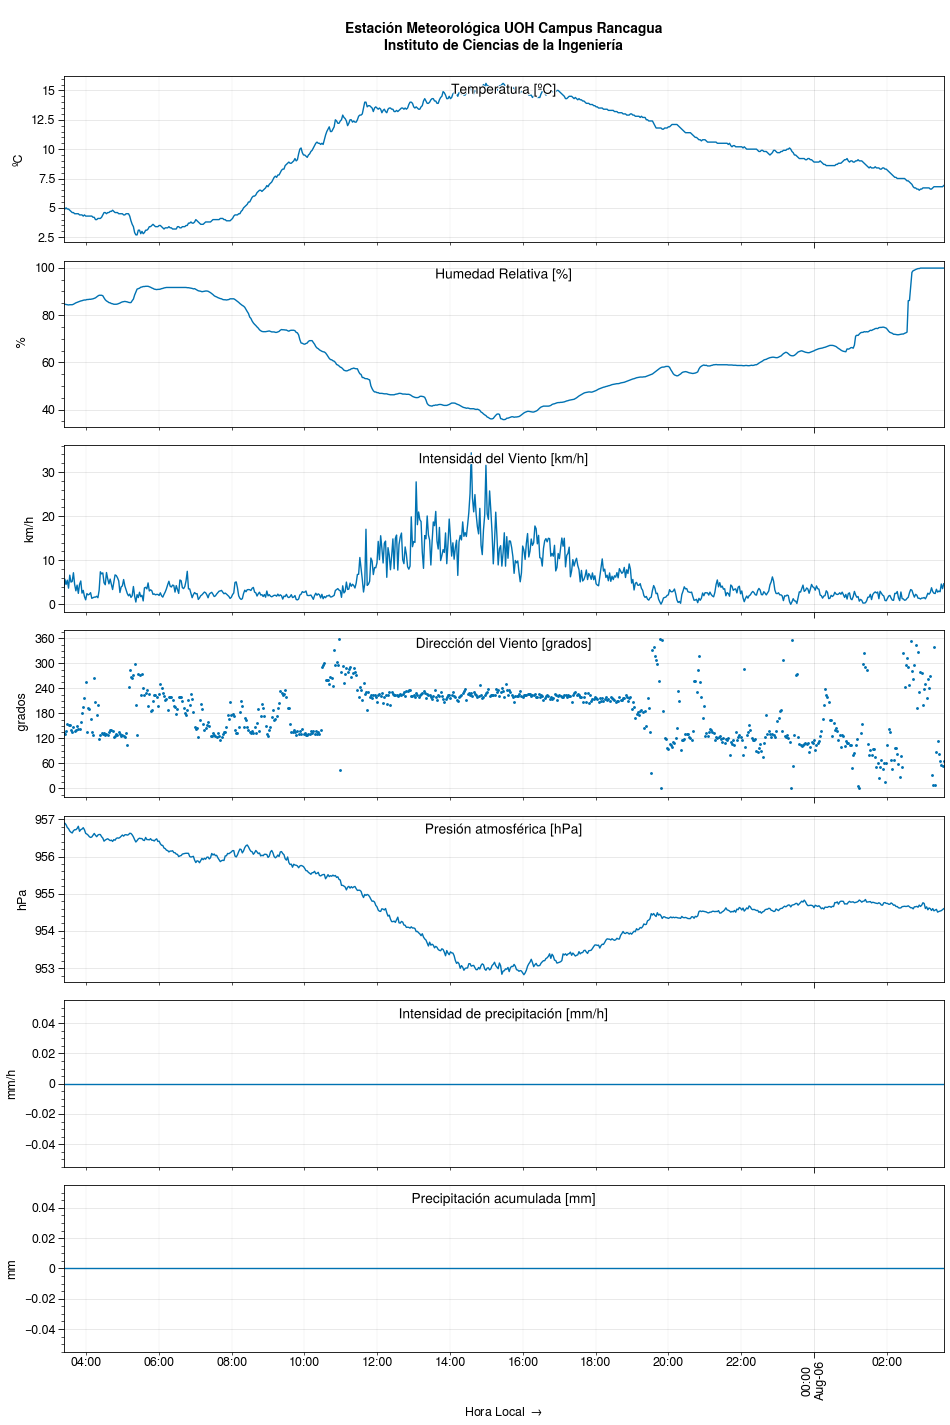 Estación Meteorológica UOH Campus Rancagua
Instituto de Ciencias de la Ingeniería
Temperatura [ºC]
ºC
15
12.5
10
7.5
5
2.5
Humedad Relativa [%]
%
100
80
60
40
Intensidad del Viento [km/h]
km/h
30
20
10
0
Dirección del Viento [grados]
grados
360
300
240
180
120
60
0
Presión atmosférica [hPa]
hPa
957
956
955
954
953
Intensidad de precipitación [mm/h]
mm/h
0.04
0.02
0
−0.02
−0.04
Precipitación acumulada [mm]
mm
0.04
0.02
0
−0.02
−0.04
04:00 06:00 08:00 10:00 12:00 14:00 16:00 18:00 20:00 22:00 00:00 02:00
Aug-06
Hora Local →